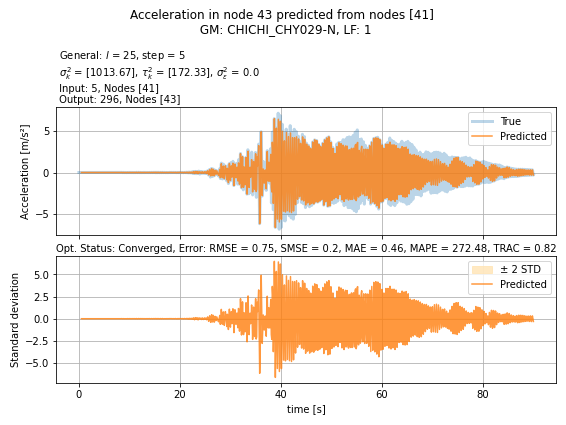 Acceleration in node 43 predicted from nodes [41]
GM: CHICHI_CHY029-N, LF: 1
General: l = 25, step = 5
σ²ₖ = [1013.67], τ²ₖ = [172.33], σ²_ε = 0.0
Input: 5, Nodes [41]
Output: 296, Nodes [43]
Acceleration [m/s²]
5
0
−5
True
Predicted
Opt. Status: Converged, Error: RMSE = 0.75, SMSE = 0.2, MAE = 0.46, MAPE = 272.48, TRAC = 0.82
Standard deviation
5.0
2.5
0.0
−2.5
−5.0
± 2 STD
Predicted
0 20 40 60 80
time [s]